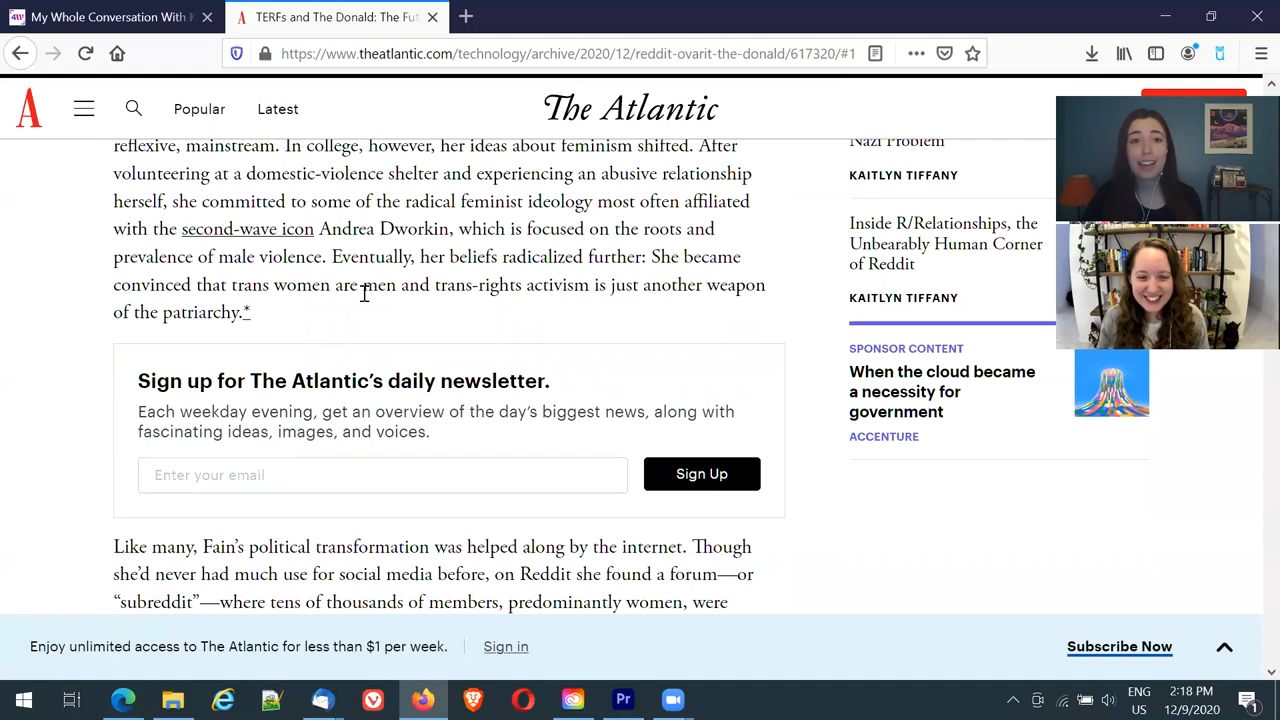 My Whole Conversation With
TERFs and The Donald: The Fut
https://www.theatlantic.com/technology/archive/2020/12/reddit-ovarit-the-donald/617320/#1
Popular
Latest
The Atlantic
reflexive, mainstream. In college, however, her ideas about feminism shifted. After
volunteering at a domestic-violence shelter and experiencing an abusive relationship
herself, she committed to some of the radical feminist ideology most often affiliated
with the second-wave icon Andrea Dworkin, which is focused on the roots and
prevalence of male violence. Eventually, her beliefs radicalized further: She became
convinced that trans women are men and trans-rights activism is just another weapon
of the patriarchy.*
Sign up for The Atlantic’s daily newsletter.
Each weekday evening, get an overview of the day’s biggest news, along with
fascinating ideas, images, and voices.
Enter your email
Sign Up
Like many, Fain’s political transformation was helped along by the internet. Though
she’d never had much use for social media before, on Reddit she found a forum—or
“subreddit”—where tens of thousands of members, predominantly women, were
Nazi Problem
KAITLYN TIFFANY
Inside R/Relationships, the
Unbearably Human Corner
of Reddit
KAITLYN TIFFANY
SPONSOR CONTENT
When the cloud became
a necessity for
government
ACCENTURE
Enjoy unlimited access to The Atlantic for less than $1 per week.
Sign in
Subscribe Now
ENG
US
2:18 PM
12/9/2020
1